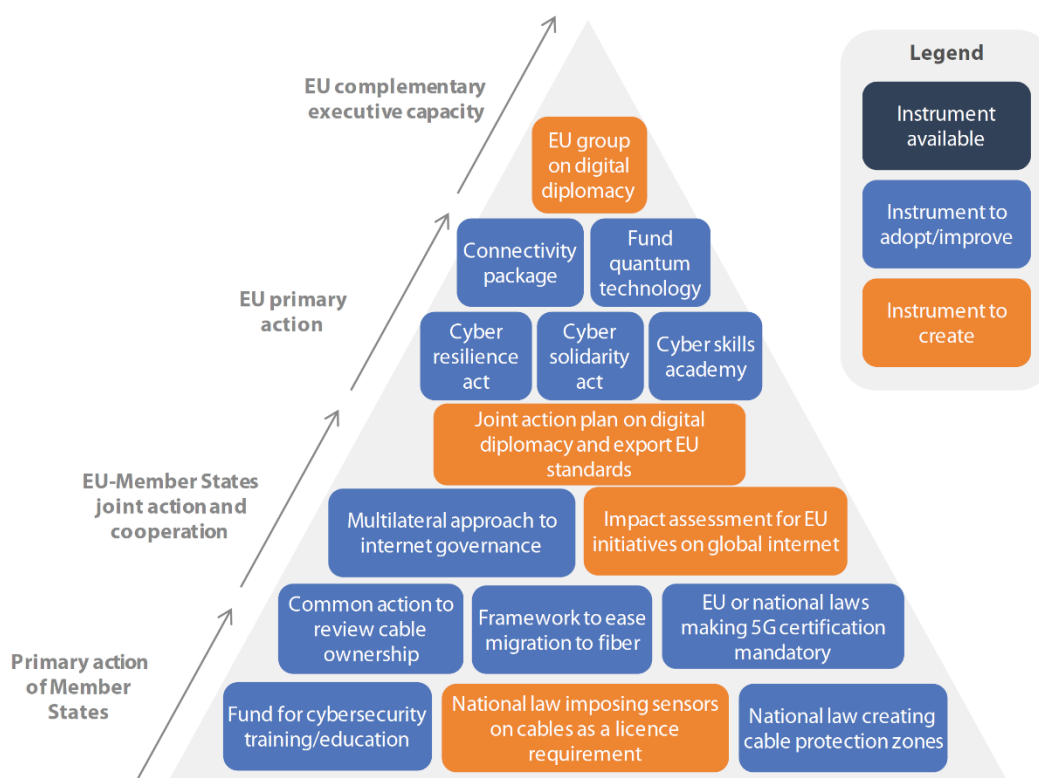 EU complementary
executive capacity
EU primary
action
EU-Member States
joint action and
cooperation
Primary action
of Member
States
EU group
on digital
diplomacy
Connectivity
package
Fund
quantum
technology
Cyber
resilience
act
Cyber
solidarity
act
Cyber skills
academy
Joint action plan on digital
diplomacy and export EU
standards
Multilateral approach to
internet governance
Impact assessment for EU
initiatives on global internet
Common action to
review cable
ownership
Framework to ease
migration to fiber
EU or national laws
making 5G certification
mandatory
Fund for cybersecurity
training/education
National law imposing sensors
on cables as a licence
requirement
National law creating
cable protection zones
Legend
Instrument
available
Instrument to
adopt/improve
Instrument to
create